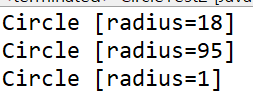 Circle [radius=18]
Circle [radius=95]
Circle [radius=1]